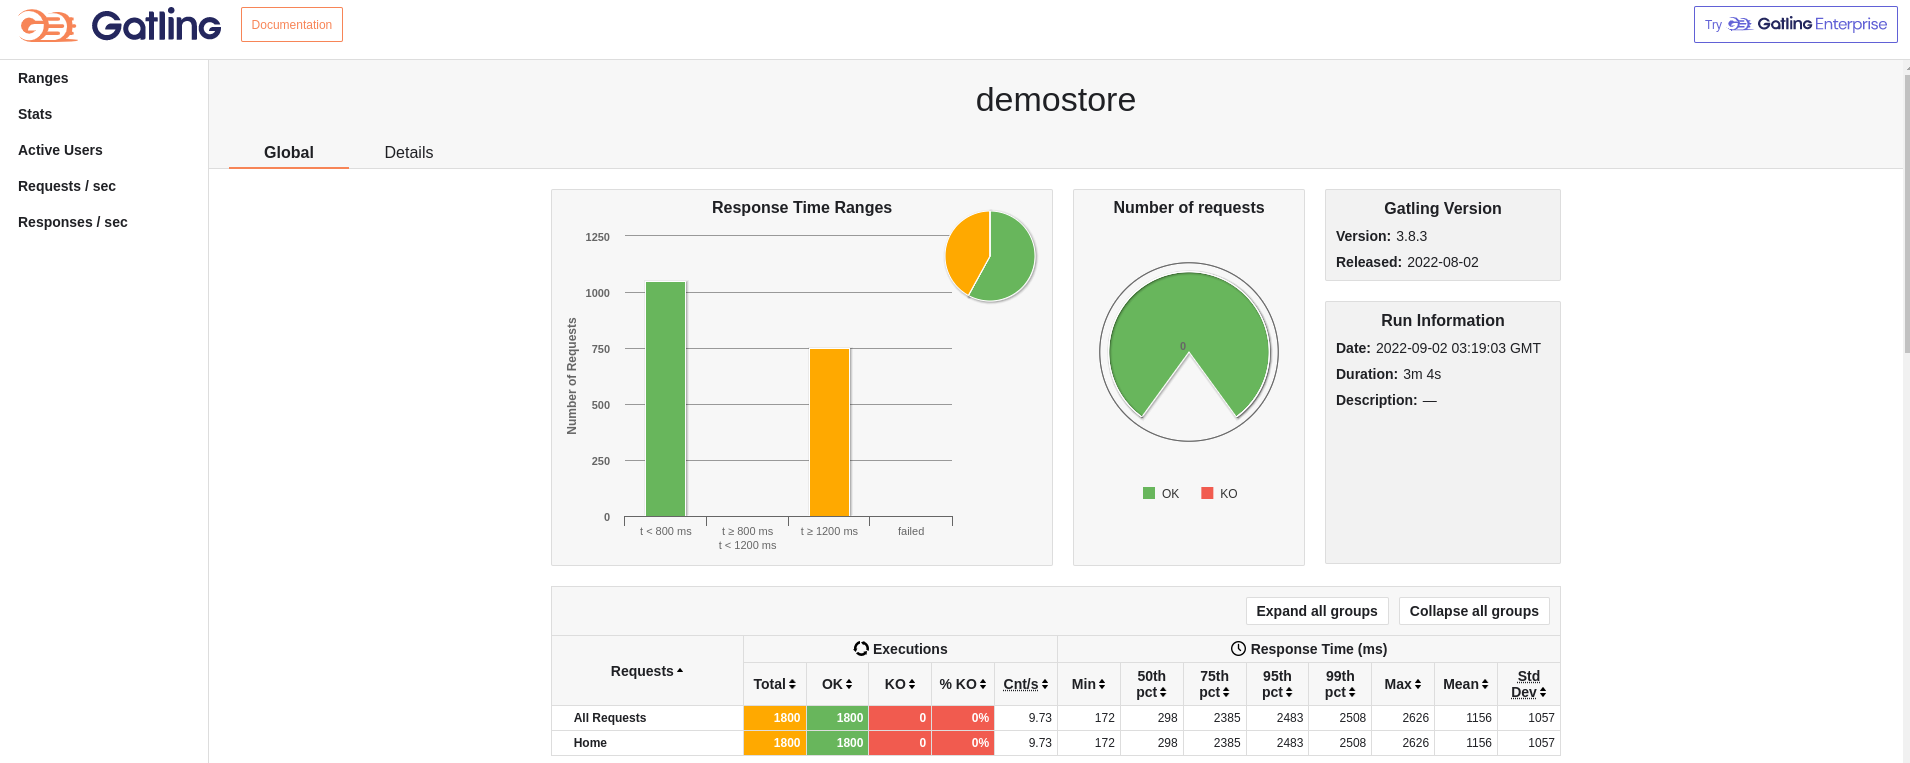 Gatling
Documentation
Try Gatling Enterprise
Ranges
Stats
Active Users
Requests / sec
Responses / sec
demostore
Global
Details
Response Time Ranges
1250
1000
750
500
250
0
Number of Requests
t < 800 ms
t ≥ 800 ms
t < 1200 ms
t ≥ 1200 ms
failed
Number of requests
0
OK
KO
Gatling Version
Version: 3.8.3
Released: 2022-08-02
Run Information
Date: 2022-09-02 03:19:03 GMT
Duration: 3m 4s
Description: —
Expand all groups
Collapse all groups
Requests
Executions
Response Time (ms)
Total
OK
KO
% KO
Cnt/s
Min
50th
pct
75th
pct
95th
pct
99th
pct
Max
Mean
Std
Dev
All Requests 1800 1800 0 0% 9.73 172 298 2385 2483 2508 2626 1156 1057
Home 1800 1800 0 0% 9.73 172 298 2385 2483 2508 2626 1156 1057